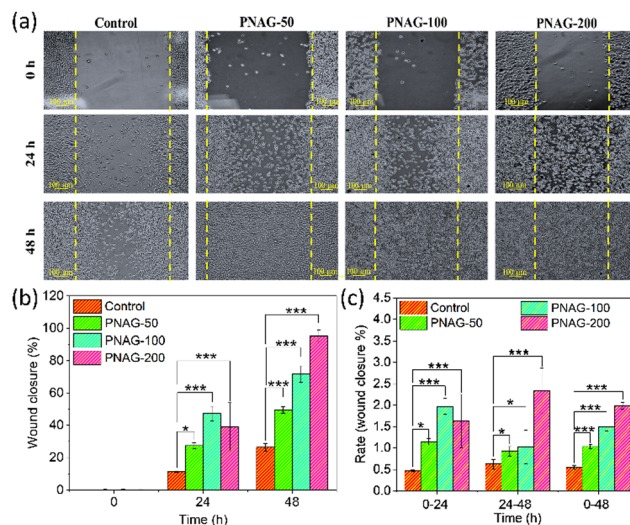 (a)
Control PNAG-50 PNAG-100 PNAG-200
0 h
100 μm 100 μm 100 μm 100 μm
24 h
100 μm 100 μm 100 μm 100 μm
48 h
100 μm 100 μm 100 μm 100 μm
(b)
Wound closure (%)
120
100
80
60
40
20
0
Control
PNAG-50
PNAG-100
PNAG-200
*** 
***
***
***
***
*
0 24 48
Time (h)
(c)
Rate (wound closure %)
4.5
4.0
3.5
3.0
2.5
2.0
1.5
1.0
0.5
0.0
Control PNAG-100
PNAG-50 PNAG-200
***
*** *** ***
*** *
* * ***
0-24 24-48 0-48
Time (h)